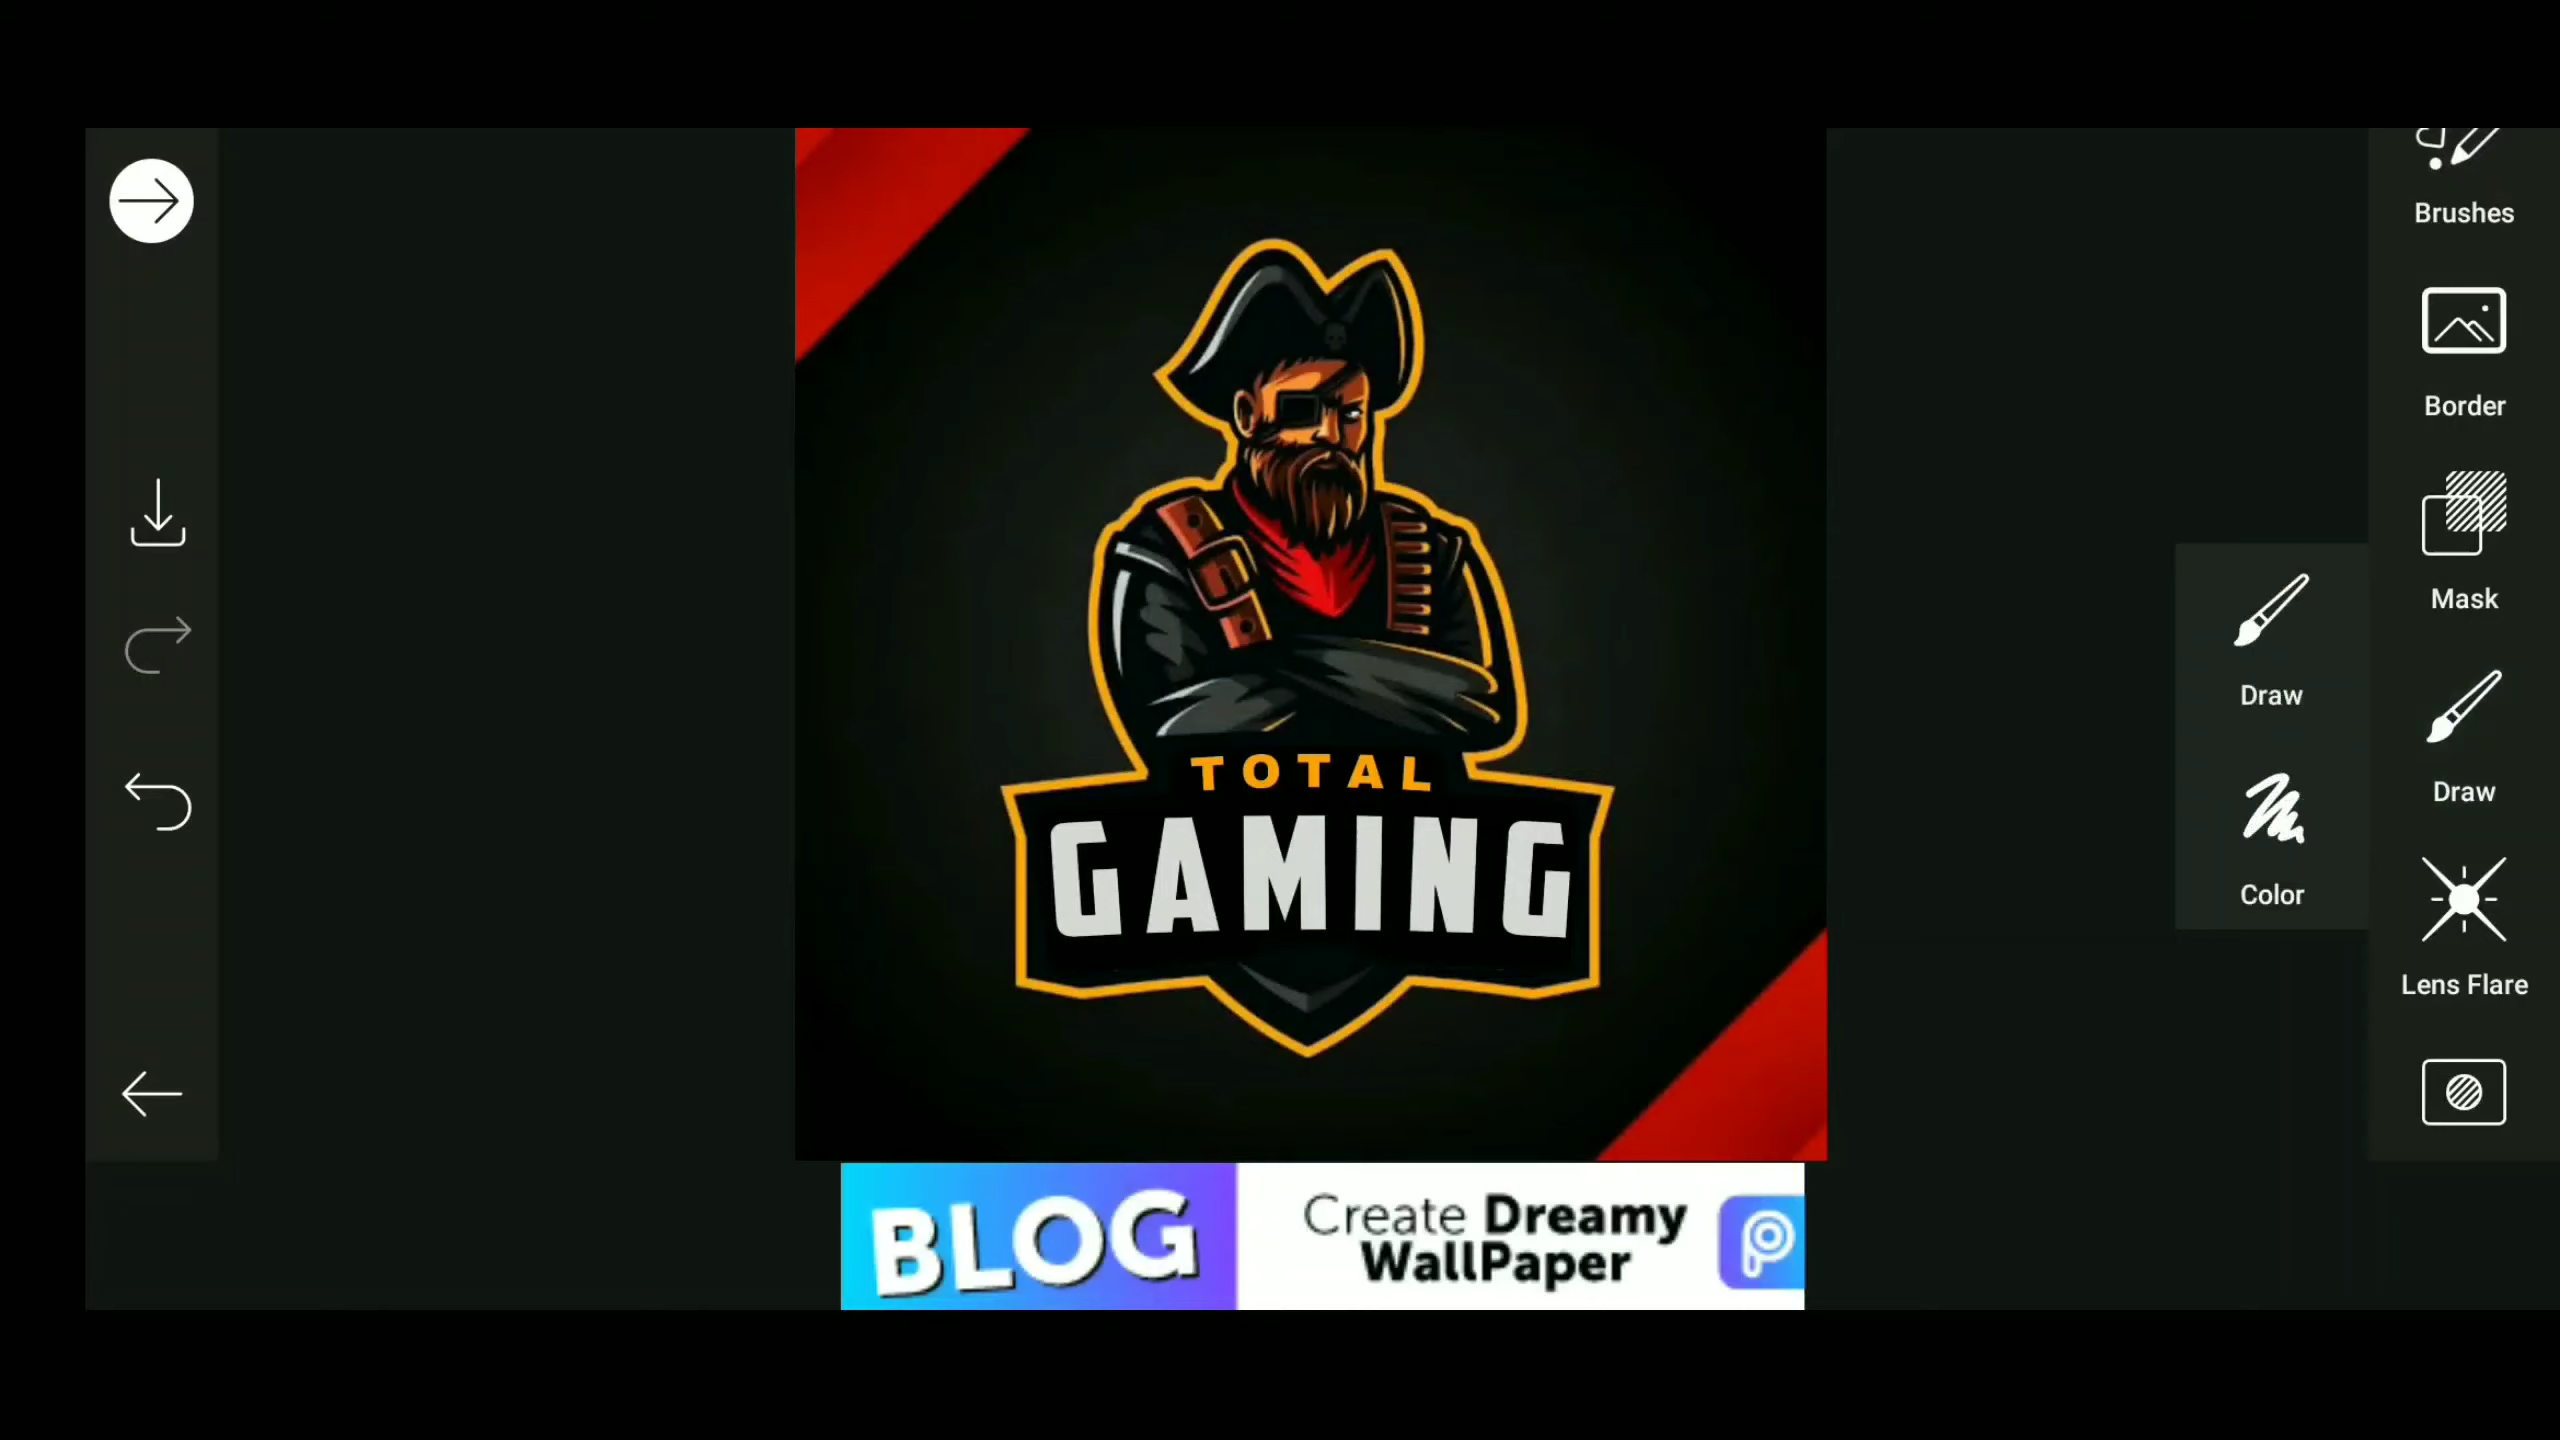 Brushes
Border
Mask
Draw
Draw
Color
Lens Flare
TOTAL
GAMING
BLOG
Create Dreamy
WallPaper